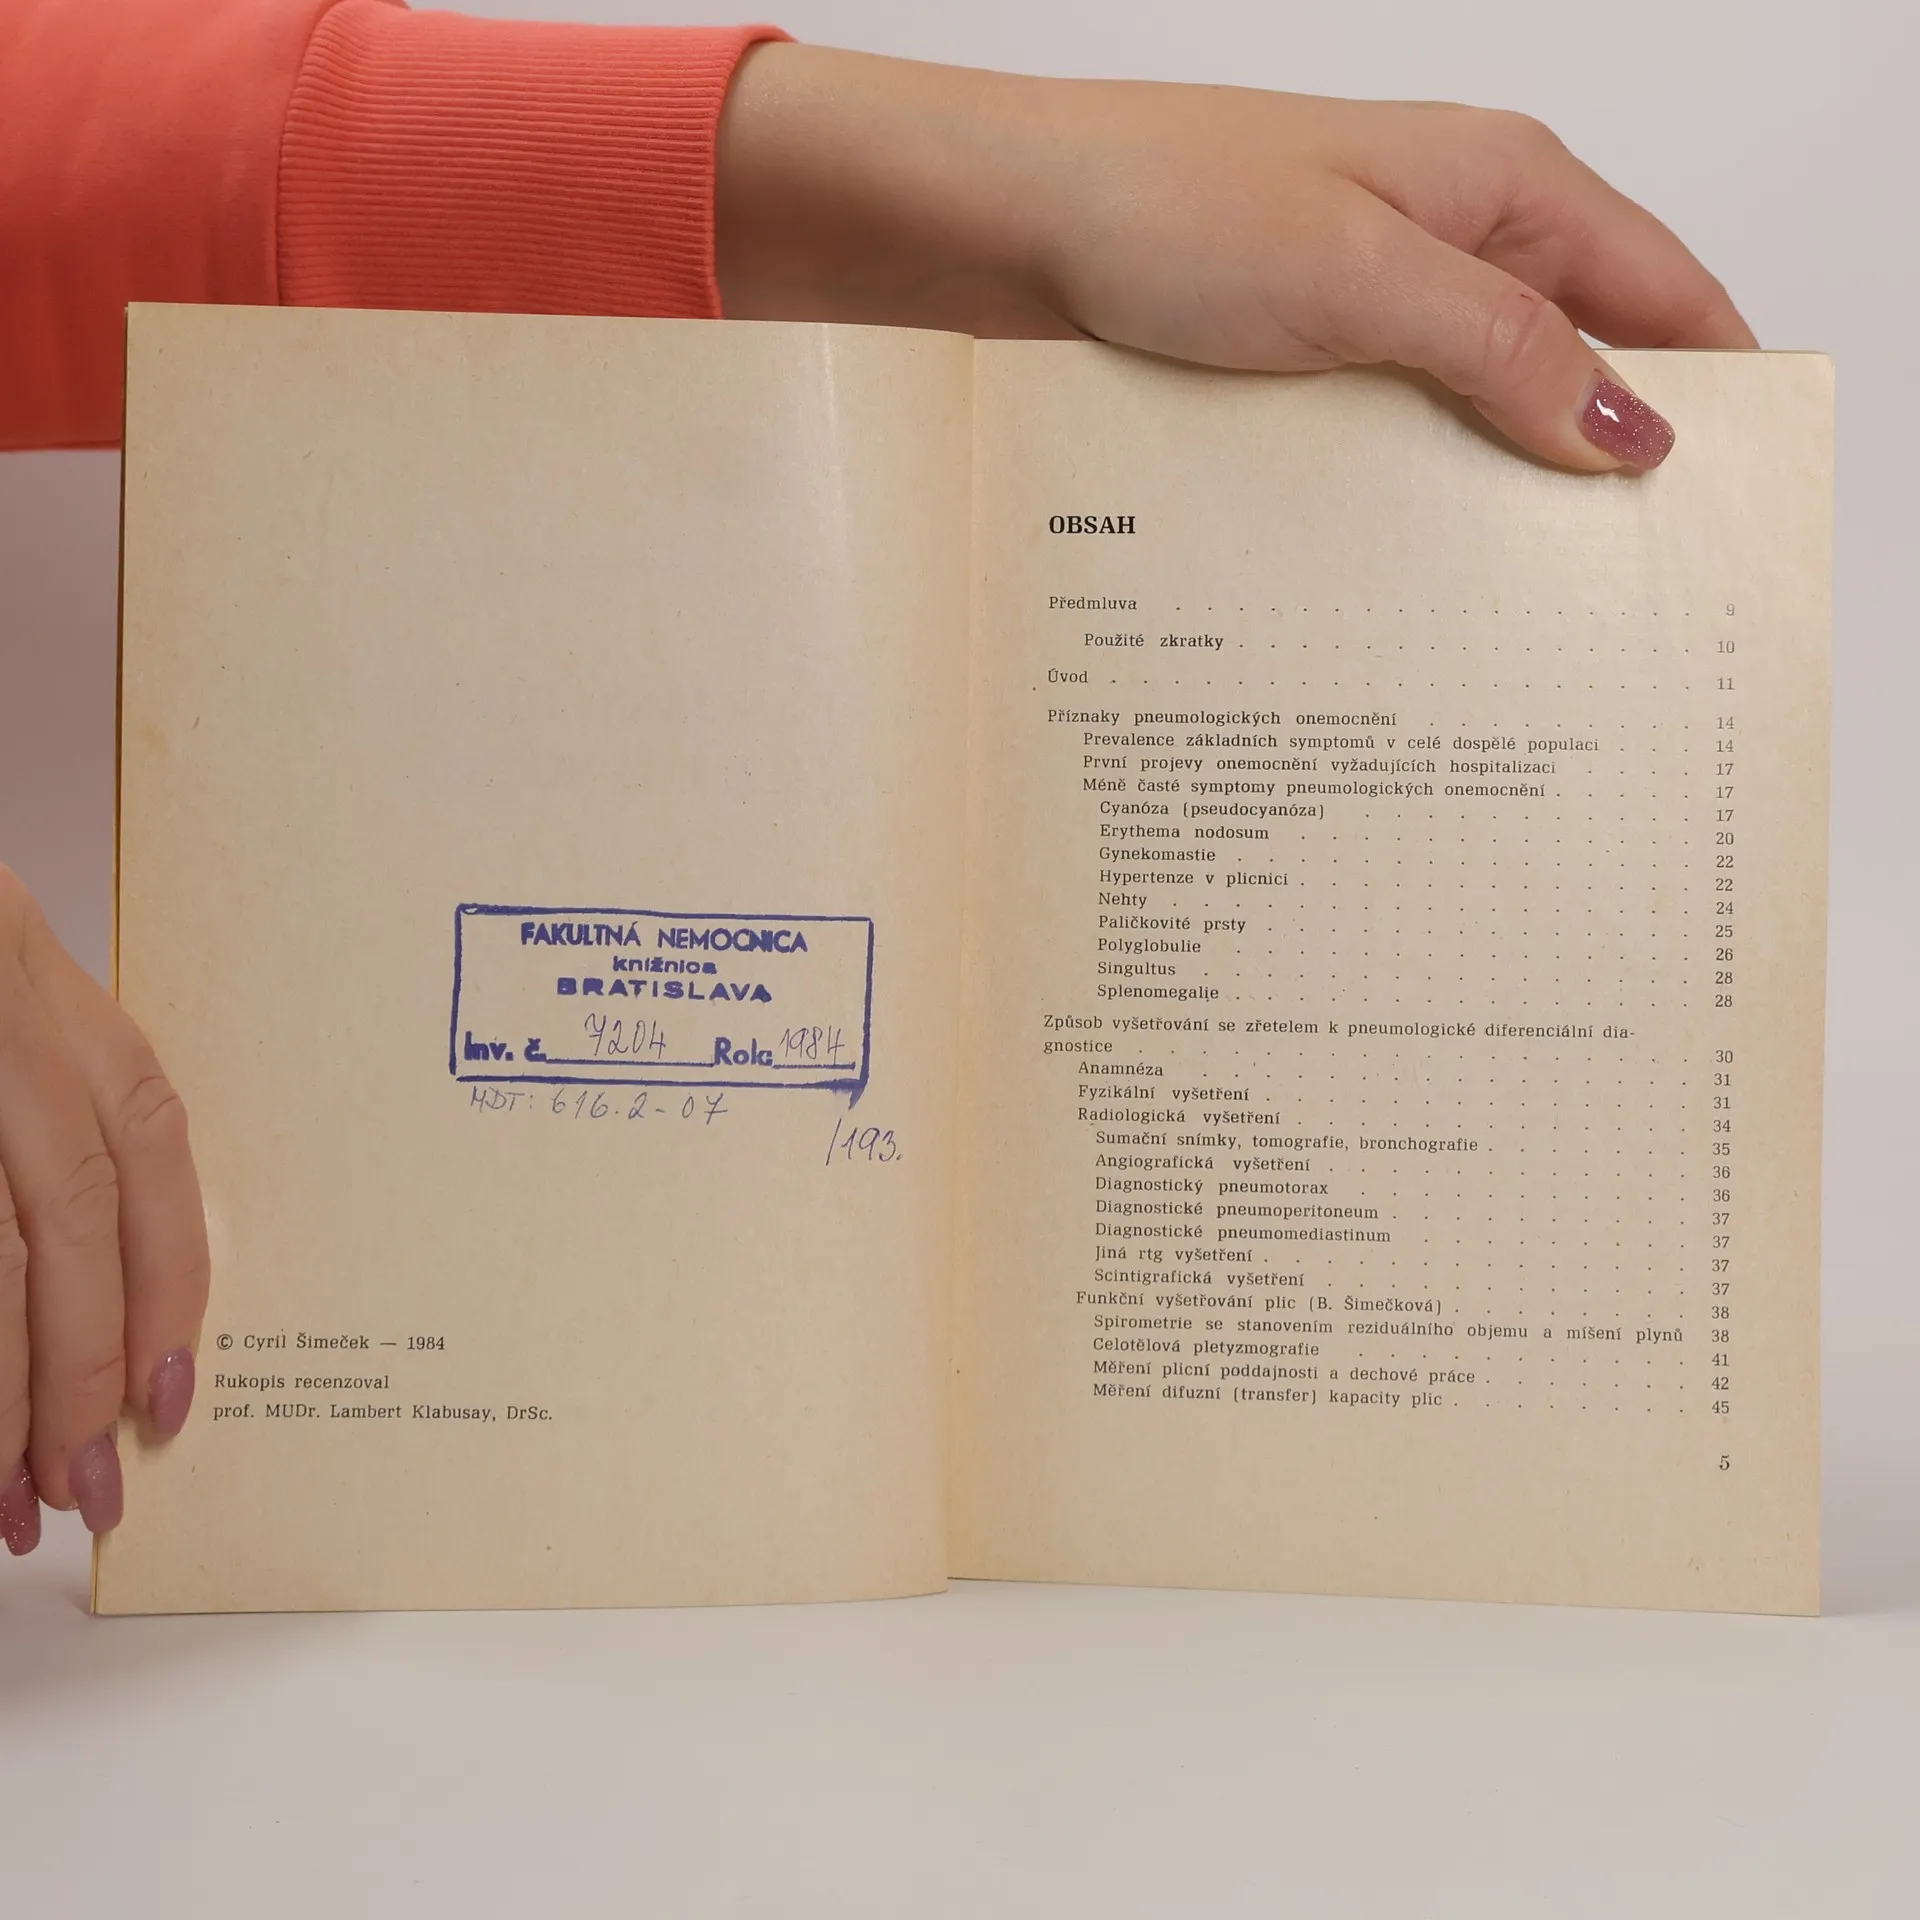 FAKULTNÁ NEMOCNICA
knižnica
BRATISLAVA
Inv. č. 7204 Rok: 1984
MDT: 616.2-07
/193.
© Cyril Šimeček — 1984
Rukopis recenzoval
prof. MUDr. Lambert Klabusay, DrSc.
OBSAH
Předmluva . . . . . . . . . . . . . . . . . 9
Použité zkratky . . . . . . . . . . . . . . . 10
Úvod . . . . . . . . . . . . . . . . . . . 11
Příznaky pneumologických onemocnění . . . . . . . . . 14
Prevalence základních symptomů v celé dospělé populaci . . . 14
První projevy onemocnění vyžadujících hospitalizaci . . . . 17
Méně časté symptomy pneumologických onemocnění . . . . . 17
Cyanóza (pseudocyanóza) . . . . . . . . . . . 17
Erythema nodosum . . . . . . . . . . . . . 20
Gynekomastie . . . . . . . . . . . . . . . 22
Hypertenze v plicnici . . . . . . . . . . . . . 22
Nehty . . . . . . . . . . . . . . . . . 24
Paličkovité prsty . . . . . . . . . . . . . . 25
Polyglobulie . . . . . . . . . . . . . . . 26
Singultus . . . . . . . . . . . . . . . . 28
Splenomegalie . . . . . . . . . . . . . . . 28
Způsob vyšetřování se zřetelem k pneumologické diferenciální dia-
gnostice . . . . . . . . . . . . . . . . . . 30
Anamnéza . . . . . . . . . . . . . . . . 31
Fyzikální vyšetření . . . . . . . . . . . . . . 31
Radiologická vyšetření . . . . . . . . . . . . . 34
Sumační snímky, tomografie, bronchografie . . . . . . . 35
Angiografická vyšetření . . . . . . . . . . . . 36
Diagnostický pneumotorax . . . . . . . . . . . 36
Diagnostické pneumoperitoneum . . . . . . . . . . 37
Diagnostické pneumomediastinum . . . . . . . . . 37
Jiná rtg vyšetření . . . . . . . . . . . . . . 37
Scintigrafická vyšetření . . . . . . . . . . . . 37
Funkční vyšetřování plic (B. Šimečková) . . . . . . . . 38
Spirometrie se stanovením reziduálního objemu a míšení plynů 38
Celotělová pletyzmografie . . . . . . . . . . . 41
Měření plicní poddajnosti a dechové práce . . . . . . . 42
Měření difuzní (transfer) kapacity plic . . . . . . . . 45
5